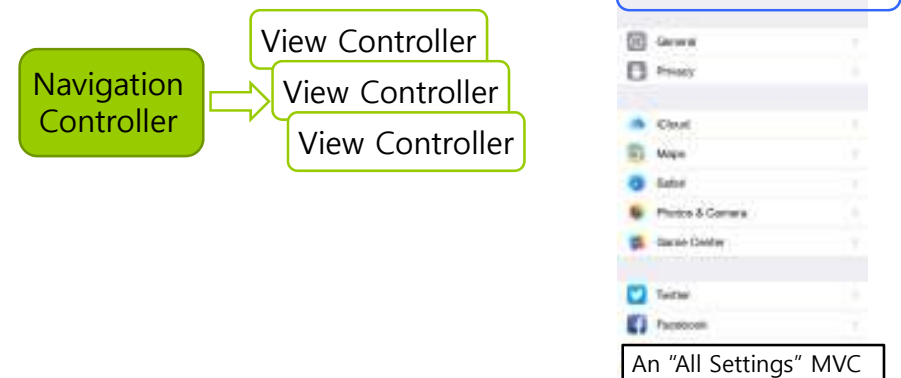 Navigation
Controller
View Controller
View Controller
View Controller
General
Privacy
iCloud
Maps
Safari
Photos & Camera
Game Center
Twitter
Facebook
An "All Settings" MVC